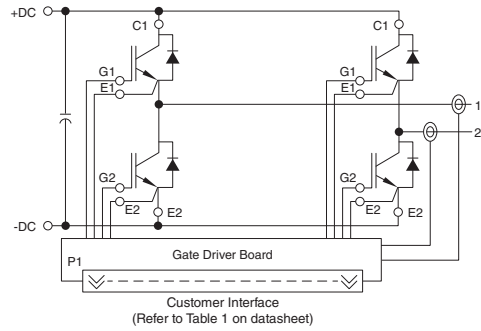 +DC
C1
C1
G1
E1
G1
E1
1
2
G2
E2
E2
G2
E2
E2
-DC
P1
Gate Driver Board
Customer Interface
(Refer to Table 1 on datasheet)